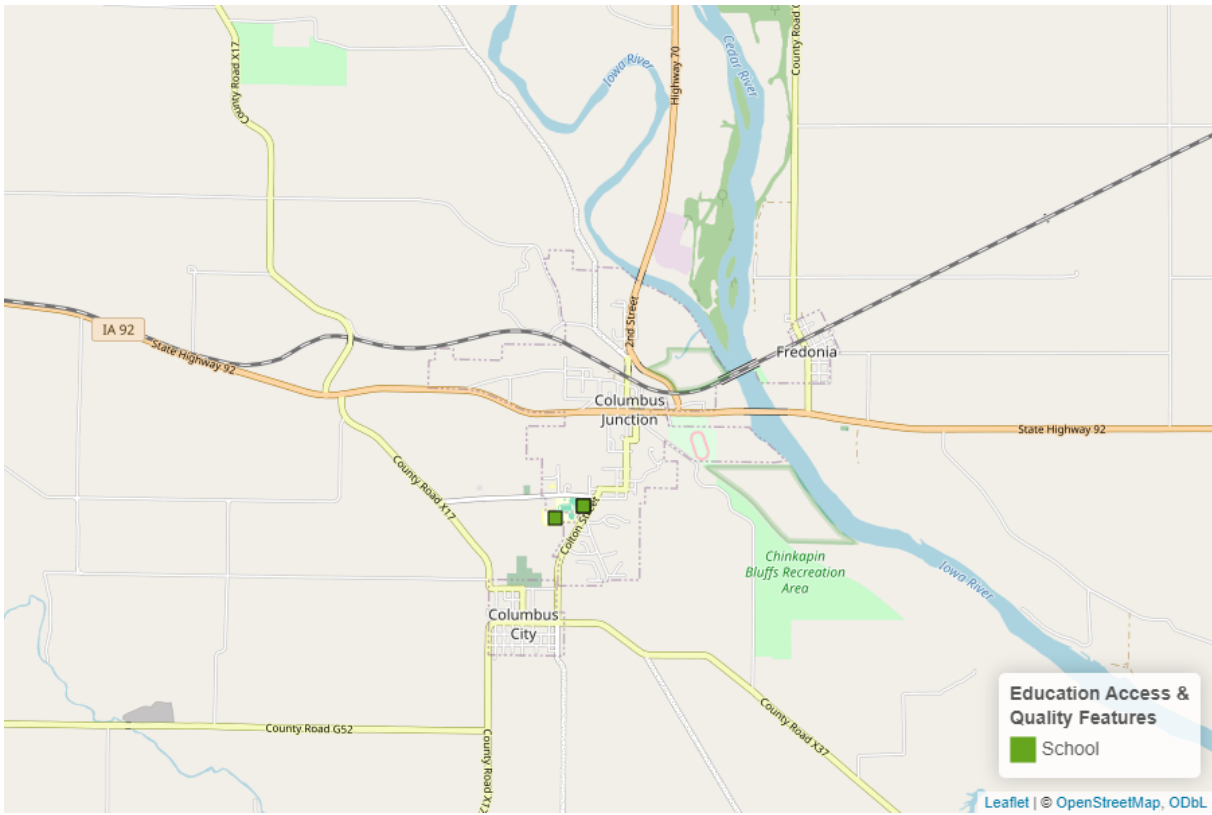 County Road X17
Iowa River
Cedar River
Highway 70
County Road
IA 92
State Highway 92
2nd Street
Fredonia
Columbus
Junction
State Highway 92
County Road X17
Colton Street
Chinkapin
Bluffs Recreation
Area
Iowa River
Columbus
City
County Road G52
County Road X17
County Road X37
Education Access &
Quality Features
School
Leaflet | © OpenStreetMap, ODbL